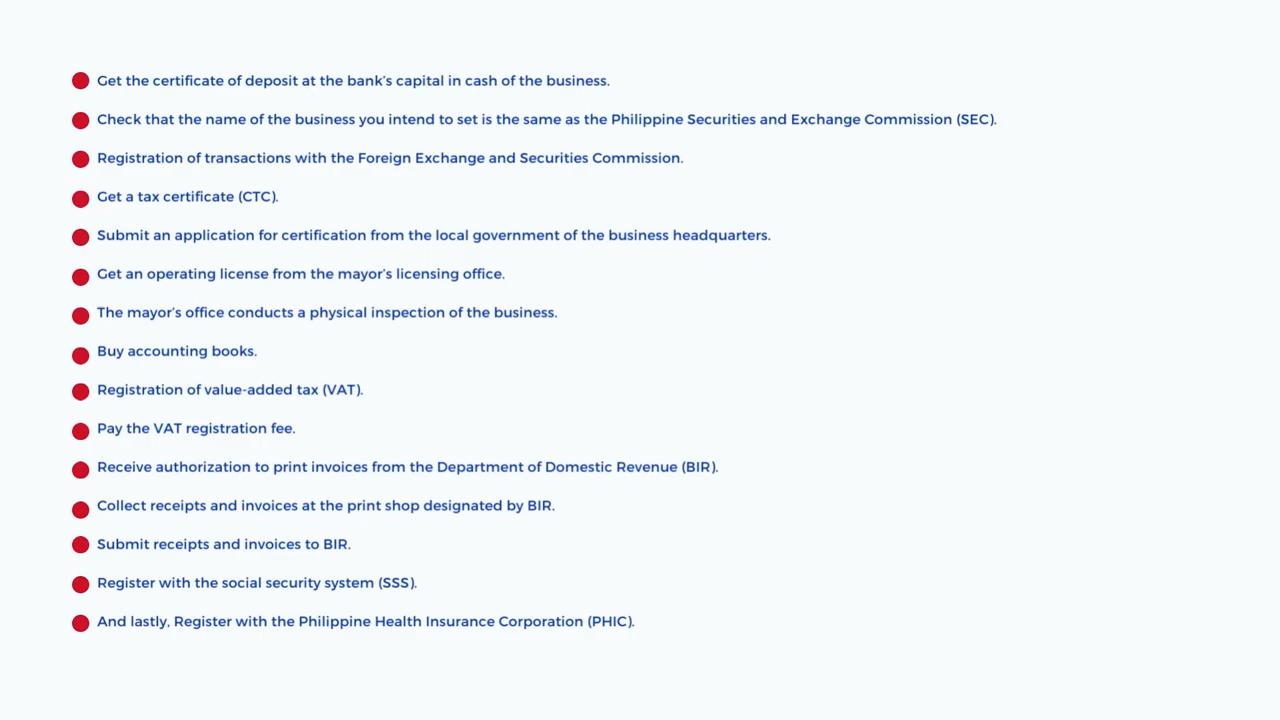 Get the certificate of deposit at the bank's capital in cash of the business.
Check that the name of the business you intend to set is the same as the Philippine Securities and Exchange Commission (SEC).
Registration of transactions with the Foreign Exchange and Securities Commission.
Get a tax certificate (CTC).
Submit an application for certification from the local government of the business headquarters.
Get an operating license from the mayor's licensing office.
The mayor's office conducts a physical inspection of the business.
Buy accounting books.
Registration of value-added tax (VAT).
Pay the VAT registration fee.
Receive authorization to print invoices from the Department of Domestic Revenue (BIR).
Collect receipts and invoices at the print shop designated by BIR.
Submit receipts and invoices to BIR.
Register with the social security system (SSS).
And lastly, Register with the Philippine Health Insurance Corporation (PHIC).